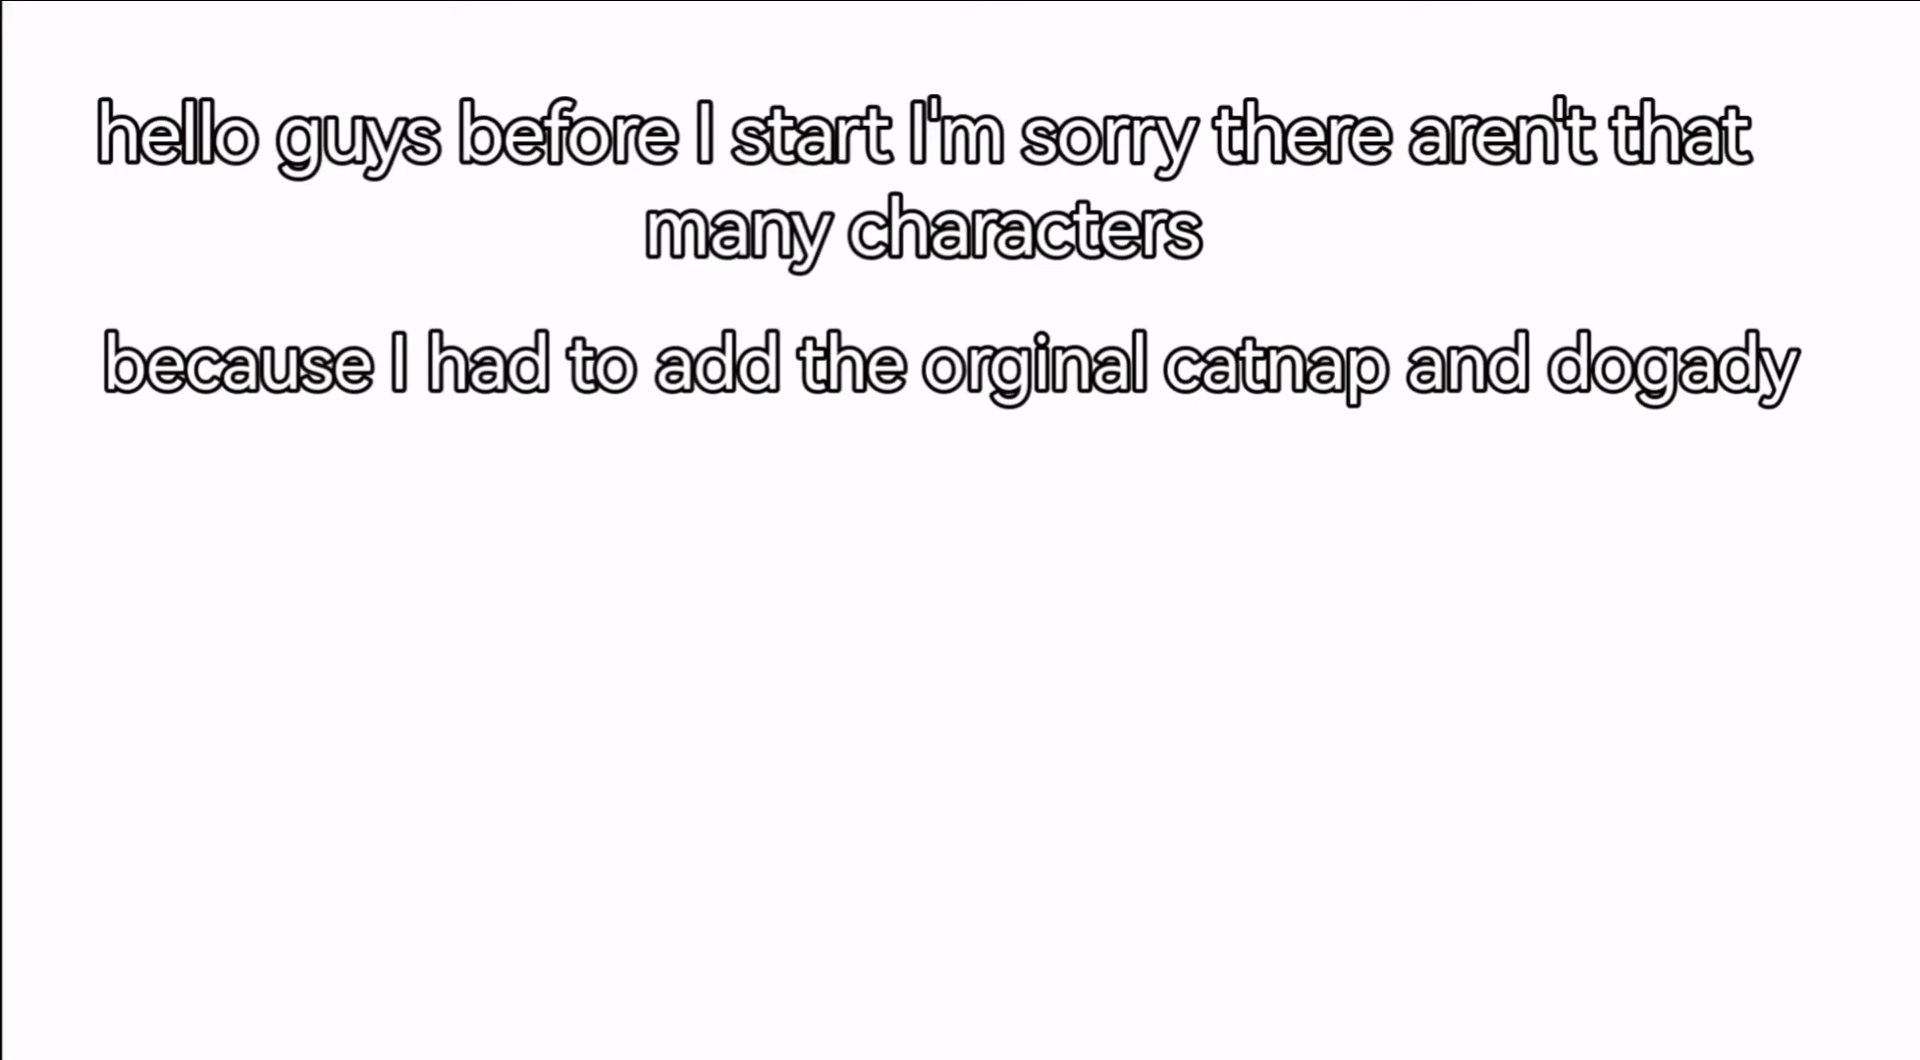 hello guys before I start I'm sorry there aren't that
many characters
because I had to add the orginal catnap and dogady